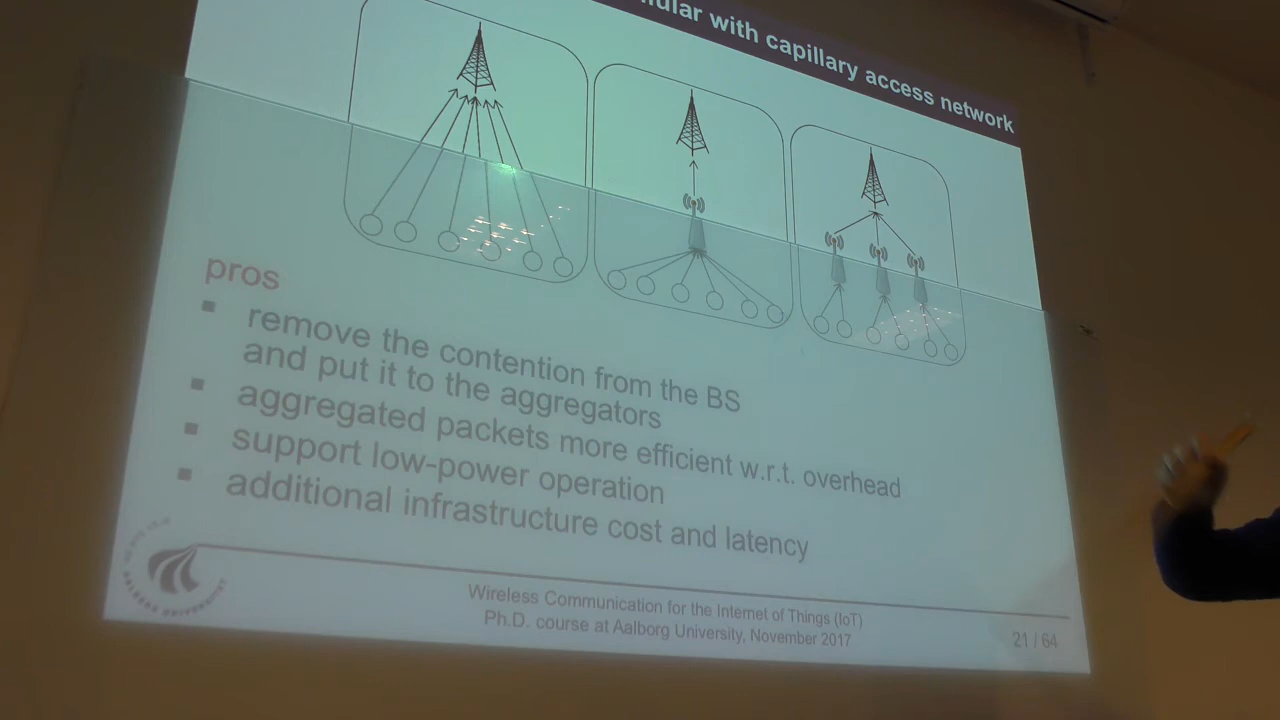 with capillary access network
pros
remove the contention from the BS
and put it to the aggregators
aggregated packets more efficient w.r.t. overhead
support low-power operation
additional infrastructure cost and latency
Wireless Communication for the Internet of Things (IoT)
Ph.D. course at Aalborg University, November 2017
21 / 64